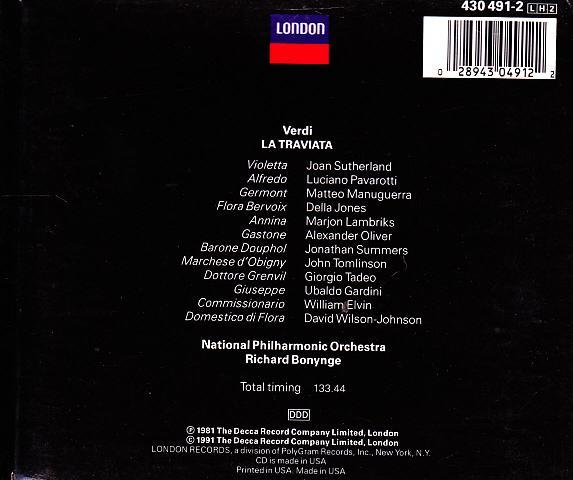 430 491-2 LH2
LONDON
0 28943 04912 2
Verdi
LA TRAVIATA
Violetta Joan Sutherland
Alfredo Luciano Pavarotti
Germont Matteo Manuguerra
Flora Bervoix Della Jones
Annina Marjon Lambriks
Gastone Alexander Oliver
Barone Douphol Jonathan Summers
Marchese d'Obigny John Tomlinson
Dottore Grenvil Giorgio Tadeo
Giuseppe Ubaldo Gardini
Commissionario William Elvin
Domestico di Flora David Wilson-Johnson
National Philharmonic Orchestra
Richard Bonynge
Total timing 133.44
DDD
℗ 1981 The Decca Record Company Limited, London
© 1991 The Decca Record Company Limited, London
LONDON RECORDS, a division of PolyGram Records, Inc., New York, N.Y.
CD is made in USA
Printed in USA. Made in USA